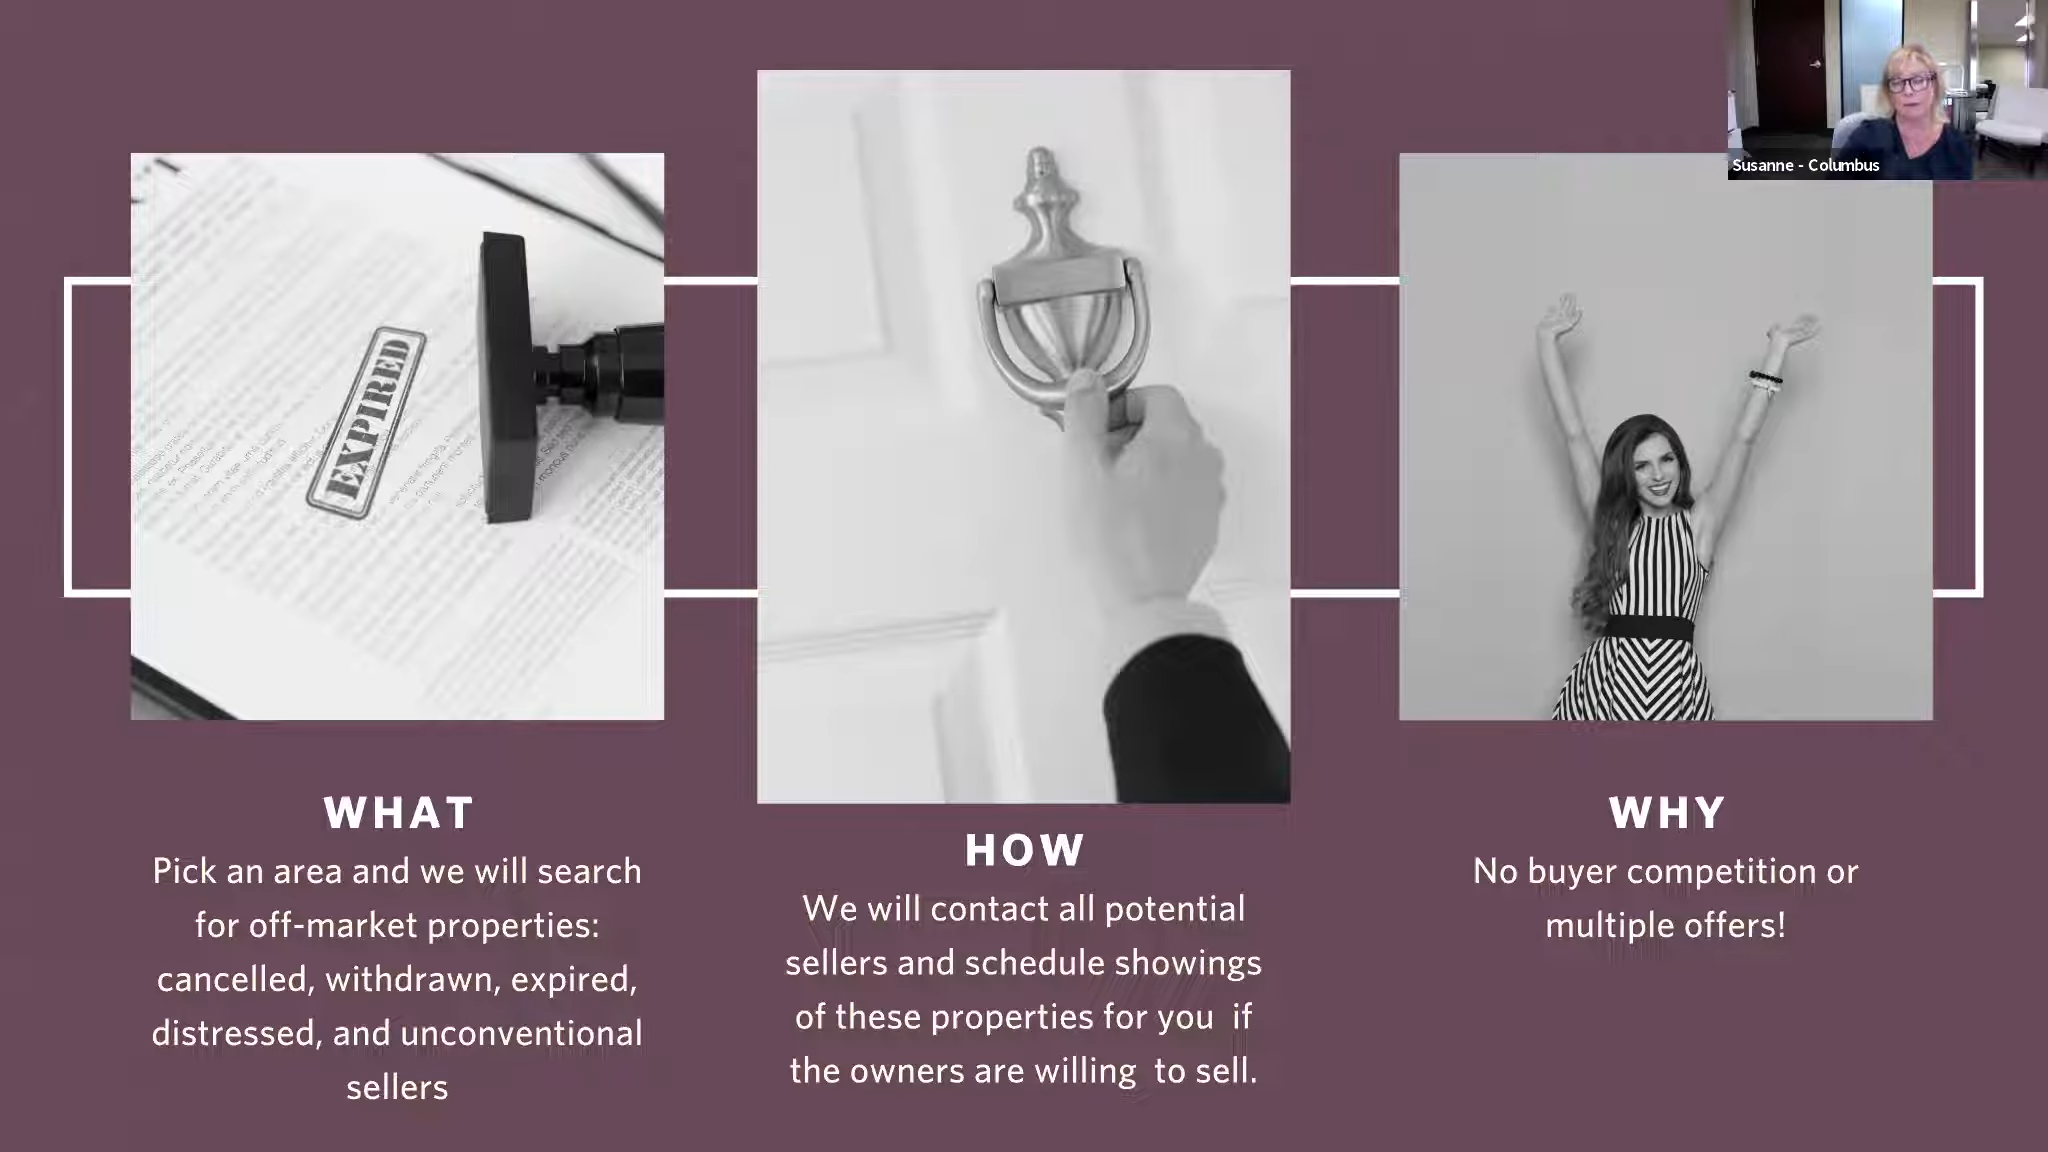 Susanne - Columbus
EXPIRED
WHAT
Pick an area and we will search
for off-market properties:
cancelled, withdrawn, expired,
distressed, and unconventional
sellers
HOW
We will contact all potential
sellers and schedule showings
of these properties for you if
the owners are willing to sell.
WHY
No buyer competition or
multiple offers!